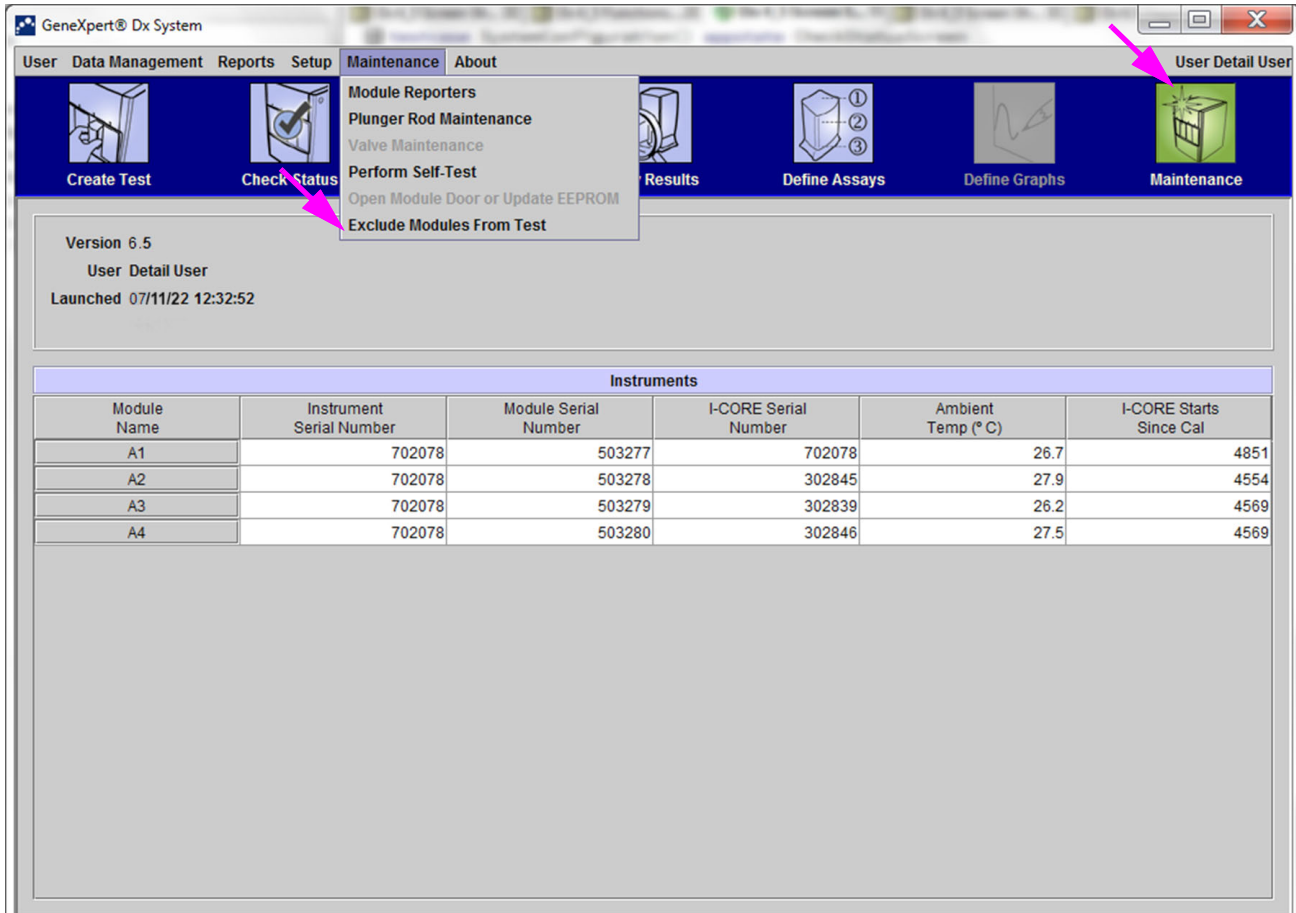 GeneXpert® Dx System
User Data Management Reports Setup Maintenance About User Detail User
Module Reporters
Plunger Rod Maintenance
Valve Maintenance
Perform Self-Test
Open Module Door or Update EEPROM
Exclude Modules From Test
① ② ③
Create Test Check Status Results Define Assays Define Graphs Maintenance
Version 6.5
User Detail User
Launched 07/11/22 12:32:52
Instruments
Module Name Instrument Serial Number Module Serial Number I-CORE Serial Number Ambient Temp (º C) I-CORE Starts Since Cal
A1 702078 503277 702078 26.7 4851
A2 702078 503278 302845 27.9 4554
A3 702078 503279 302839 26.2 4569
A4 702078 503280 302846 27.5 4569